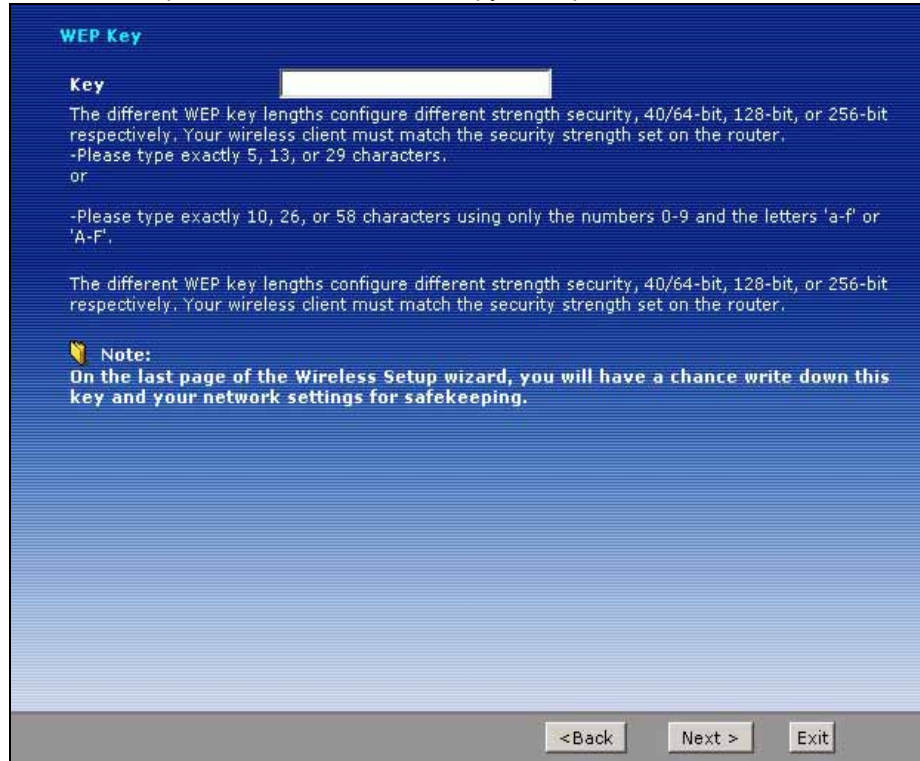 WEP Key
Key
The different WEP key lengths configure different strength security, 40/64-bit, 128-bit, or 256-bit
respectively. Your wireless client must match the security strength set on the router.
-Please type exactly 5, 13, or 29 characters.
or
-Please type exactly 10, 26, or 58 characters using only the numbers 0-9 and the letters 'a-f' or
'A-F'.
The different WEP key lengths configure different strength security, 40/64-bit, 128-bit, or 256-bit
respectively. Your wireless client must match the security strength set on the router.
Note:
On the last page of the Wireless Setup wizard, you will have a chance write down this
key and your network settings for safekeeping.
<Back Next > Exit